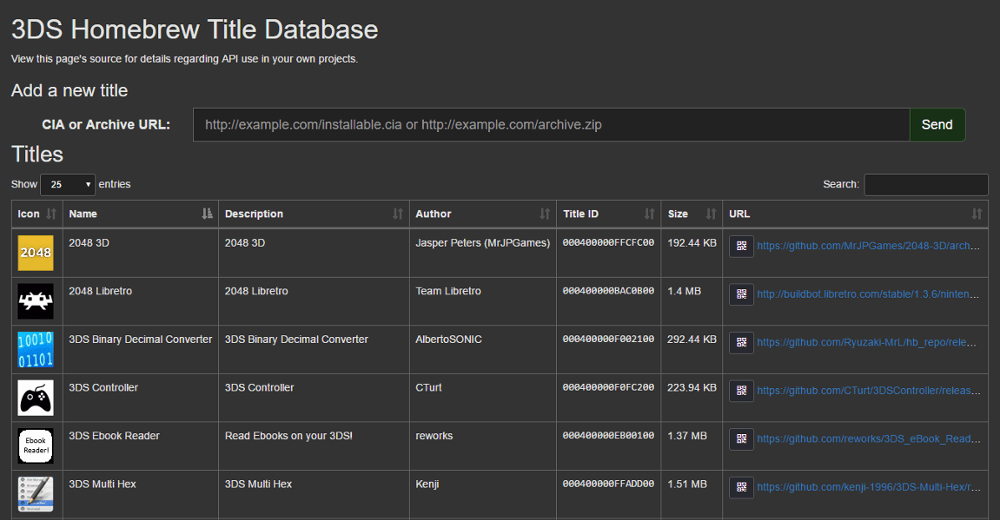 3DS Homebrew Title Database
View this page's source for details regarding API use in your own projects.
Add a new title
CIA or Archive URL: http://example.com/installable.cia or http://example.com/archive.zip Send
Titles
Show 25 entries Search:
Icon Name Description Author Title ID Size URL
2048 2048 3D 2048 3D Jasper Peters (MrJPGames) 000400000FFCFC00 192.44 KB https://github.com/MrJPGames/2048-3D/arch...
2048 Libretro 2048 Libretro Team Libretro 000400000BAC0B00 1.4 MB http://buildbot.libretro.com/stable/1.3.6/ninten...
10010 01101 3DS Binary Decimal Converter 3DS Binary Decimal Converter AlbertoSONIC 000400000F002100 292.44 KB https://github.com/Ryuzaki-MrL/hb_repo/rele...
3DS Controller 3DS Controller CTurt 000400000F0FC200 223.94 KB https://github.com/CTurt/3DSController/releas...
Ebook Reader! 3DS Ebook Reader Read Ebooks on your 3DS! reworks 000400000EB00100 1.37 MB https://github.com/reworks/3DS_eBook_Read...
3DS Multi Hex 3DS Multi Hex Kenji 000400000FFADD00 1.51 MB https://github.com/kenji-1996/3DS-Multi-Hex/r...